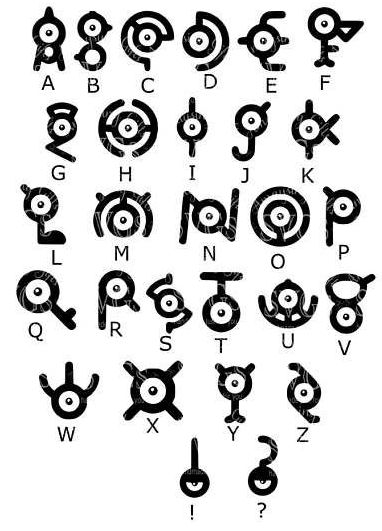 A B C D E F
G H I J K
L M N O P
Q R S T U V
W X Y Z
! ?